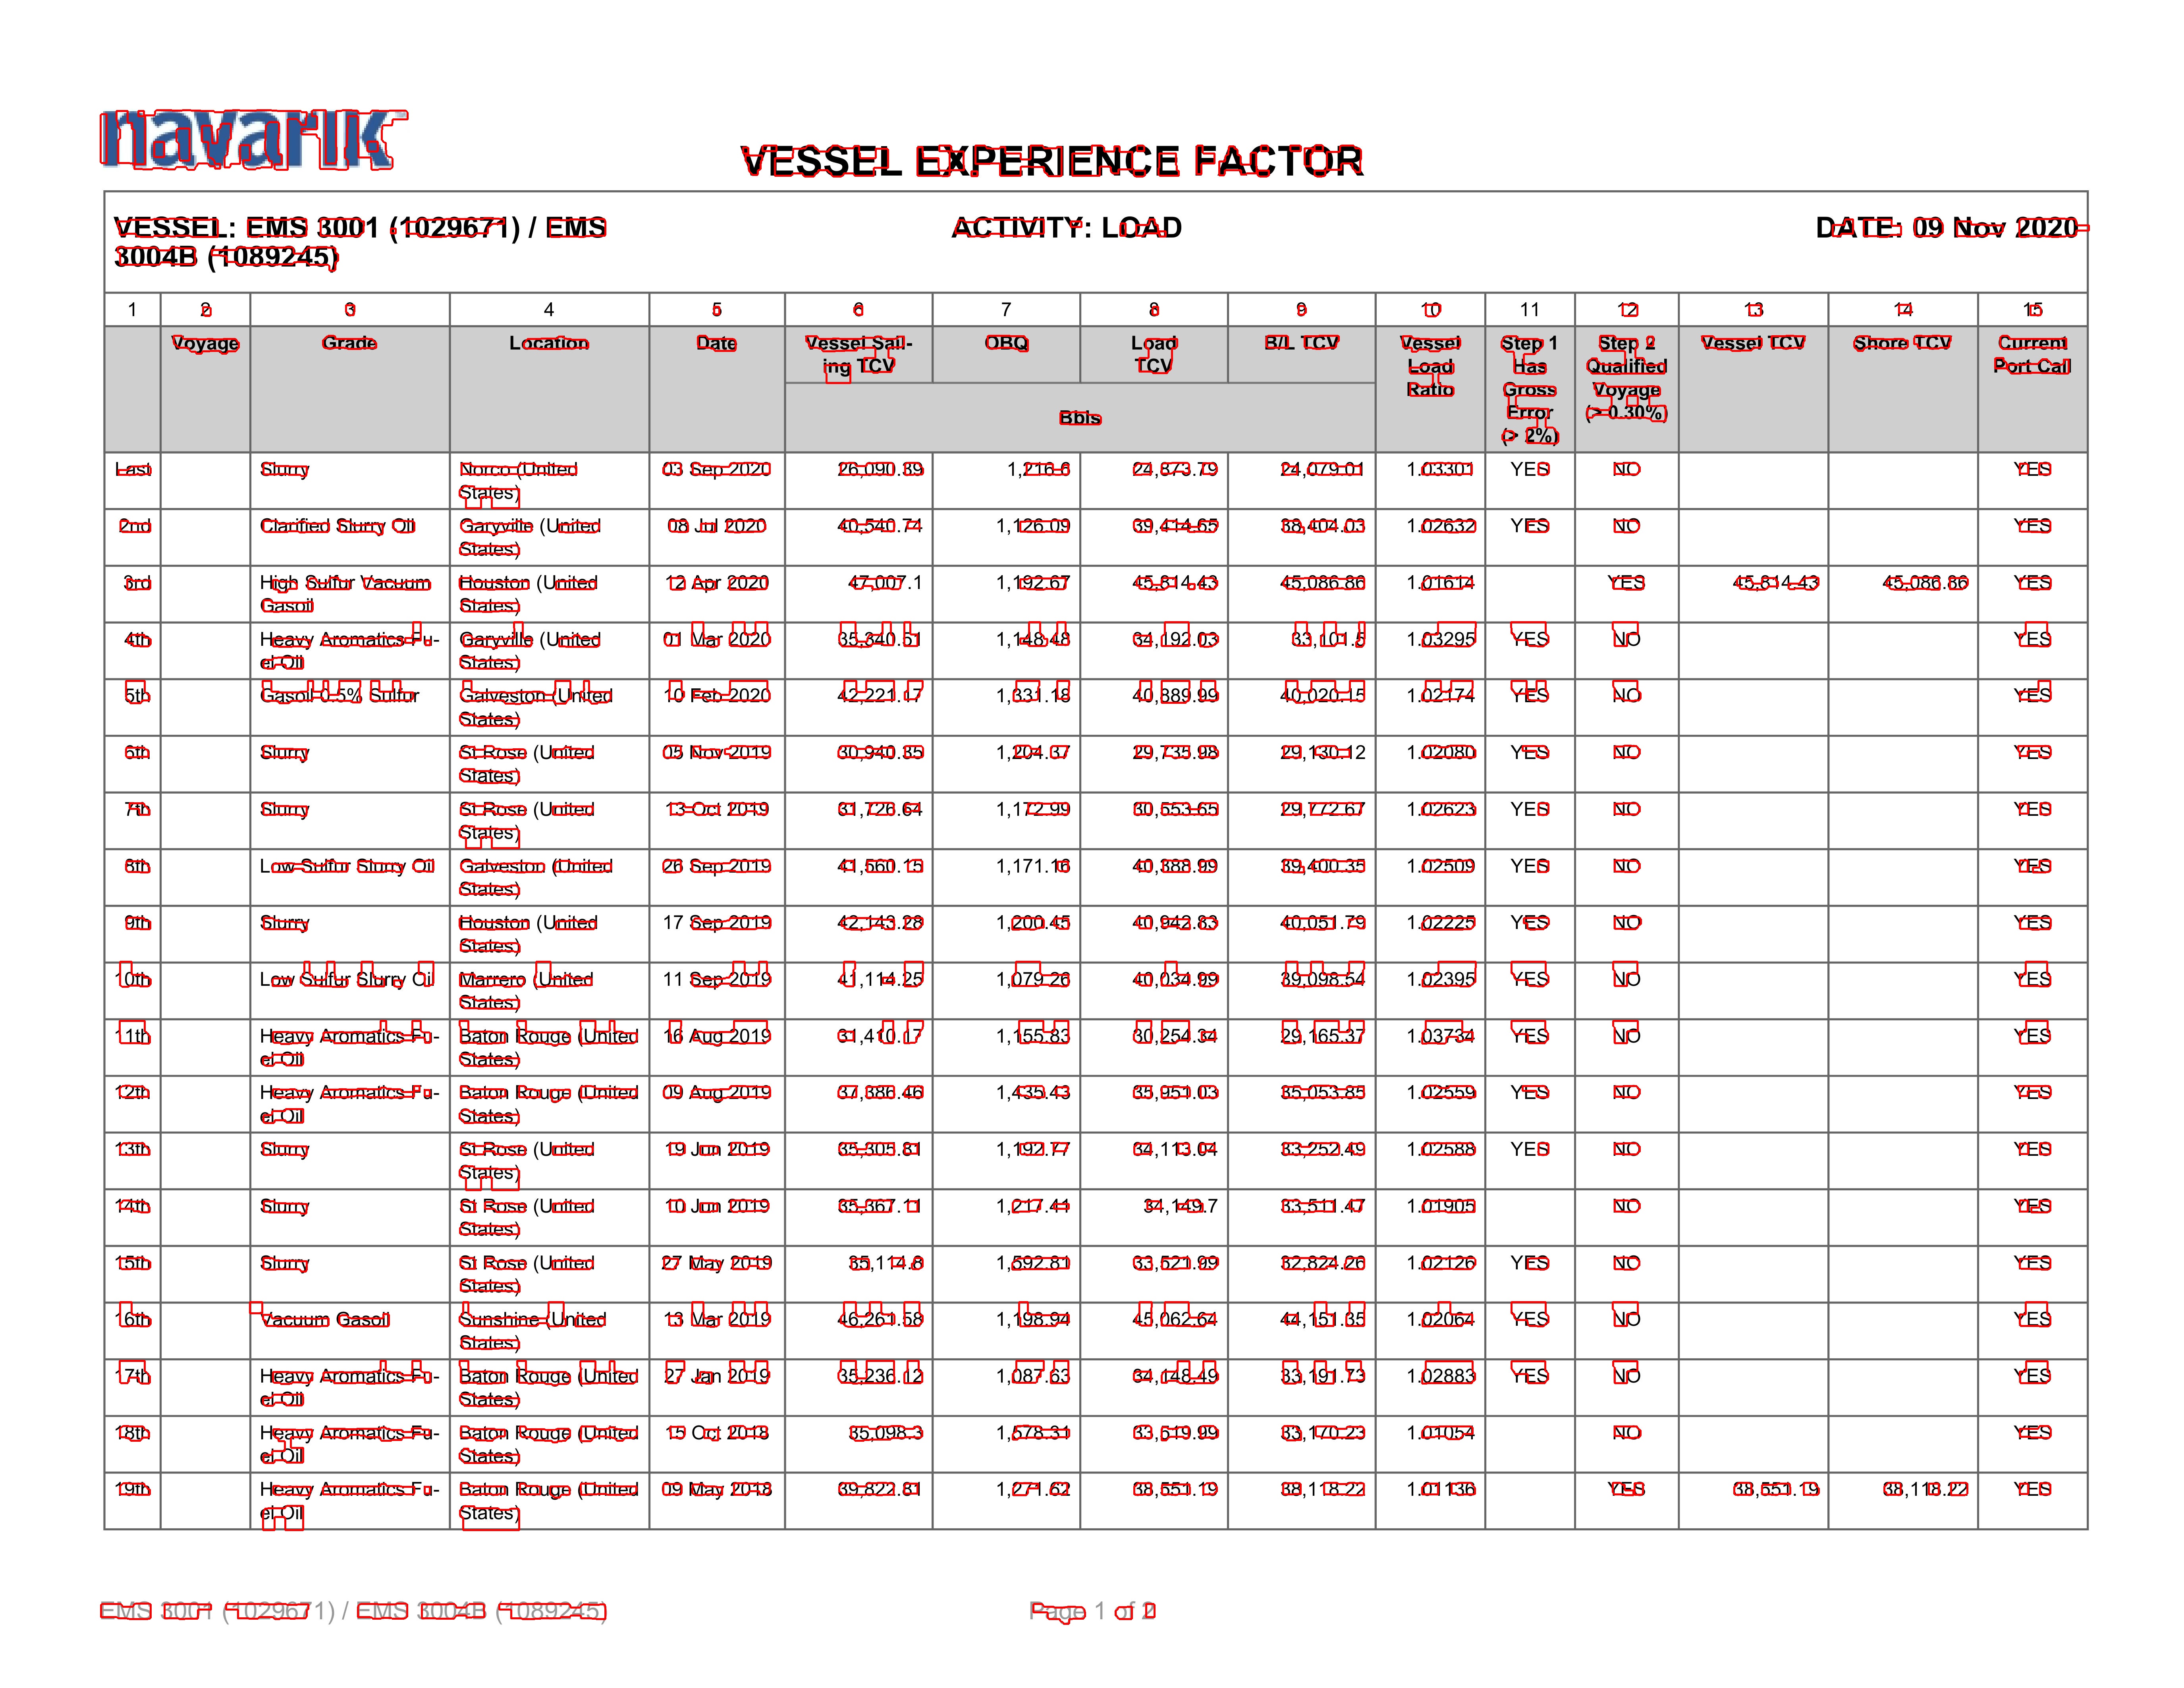 navarik
VESSEL EXPERIENCE FACTOR
VESSEL: EMS 3001 (1029671) / EMS ACTIVITY: LOAD DATE: 09 Nov 2020
3004B (1089245)
1 2 3 4 5 6 7 8 9 10 11 12 13 14 15
Voyage Grade Location Date Vessel Sail- OBQ Load B/L TCV Vessel Step 1 Step 2 Vessel TCV Shore TCV Current
ing TCV TCV Load Has Qualified Port Call
Ratio Gross Voyage
Bbls Error (> 0.30%)
(> 2%)
Last Slurry Norco (United 03 Sep 2020 26,090.39 1,216.6 24,873.79 24,079.01 1.03301 YES NO YES
States)
2nd Clarified Slurry Oil Garyville (United 08 Jul 2020 40,540.74 1,126.09 39,414.65 38,404.03 1.02632 YES NO YES
States)
3rd High Sulfur Vacuum Houston (United 12 Apr 2020 47,007.1 1,192.67 45,814.43 45,086.86 1.01614 YES 45,814.43 45,086.86 YES
Gasoil States)
4th Heavy Aromatics Fu- Garyville (United 01 Mar 2020 35,340.51 1,148.48 34,192.03 33,101.5 1.03295 YES NO YES
el Oil States)
5th Gasoil 0.5% Sulfur Galveston (United 10 Feb 2020 42,221.17 1,331.18 40,889.99 40,020.15 1.02174 YES NO YES
States)
6th Slurry St Rose (United 05 Nov 2019 30,940.35 1,204.37 29,735.98 29,130.12 1.02080 YES NO YES
States)
7th Slurry St Rose (United 13 Oct 2019 31,726.64 1,172.99 30,553.65 29,772.67 1.02623 YES NO YES
States)
8th Low Sulfur Slurry Oil Galveston (United 26 Sep 2019 41,560.15 1,171.16 40,388.99 39,400.35 1.02509 YES NO YES
States)
9th Slurry Houston (United 17 Sep 2019 42,143.28 1,200.45 40,942.83 40,051.79 1.02225 YES NO YES
States)
10th Low Sulfur Slurry Oil Marrero (United 11 Sep 2019 41,114.25 1,079.26 40,034.99 39,098.54 1.02395 YES NO YES
States)
11th Heavy Aromatics Fu- Baton Rouge (United 16 Aug 2019 31,410.17 1,155.83 30,254.34 29,165.37 1.03734 YES NO YES
el Oil States)
12th Heavy Aromatics Fu- Baton Rouge (United 09 Aug 2019 37,386.46 1,435.43 35,951.03 35,053.85 1.02559 YES NO YES
el Oil States)
13th Slurry St Rose (United 19 Jun 2019 35,305.81 1,192.77 34,113.04 33,252.49 1.02588 YES NO YES
States)
14th Slurry St Rose (United 10 Jun 2019 35,367.11 1,217.41 34,149.7 33,511.47 1.01905 NO YES
States)
15th Slurry St Rose (United 27 May 2019 35,114.8 1,592.81 33,521.99 32,824.26 1.02126 YES NO YES
States)
16th Vacuum Gasoil Sunshine (United 13 Mar 2019 46,261.58 1,198.94 45,062.64 44,151.35 1.02064 YES NO YES
States)
17th Heavy Aromatics Fu- Baton Rouge (United 27 Jan 2019 35,236.12 1,087.63 34,148.49 33,191.73 1.02883 YES NO YES
el Oil States)
18th Heavy Aromatics Fu- Baton Rouge (United 15 Oct 2018 35,098.3 1,578.31 33,519.99 33,170.23 1.01054 NO YES
el Oil States)
19th Heavy Aromatics Fu- Baton Rouge (United 09 May 2018 39,822.81 1,271.62 38,551.19 38,118.22 1.01136 YES 38,551.19 38,118.22 YES
el Oil States)
EMS 3001 (1029671) / EMS 3004B (1089245) Page 1 of 2